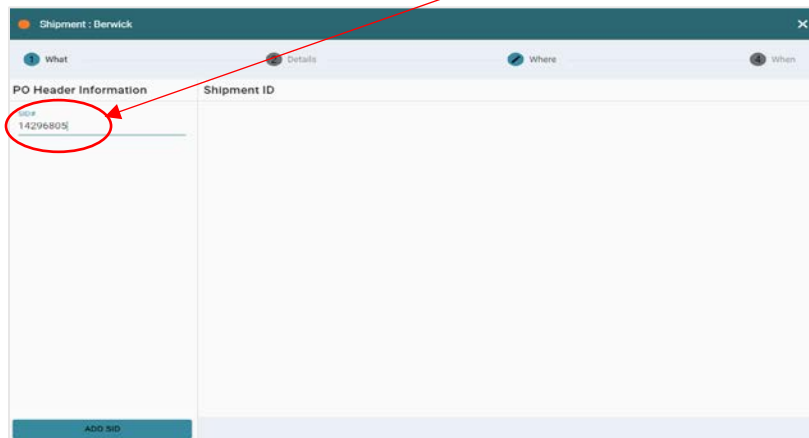 Shipment : Berwick ×
1 What 2 Details Where 4 When
PO Header Information Shipment ID
SID#
14296805
ADD SID